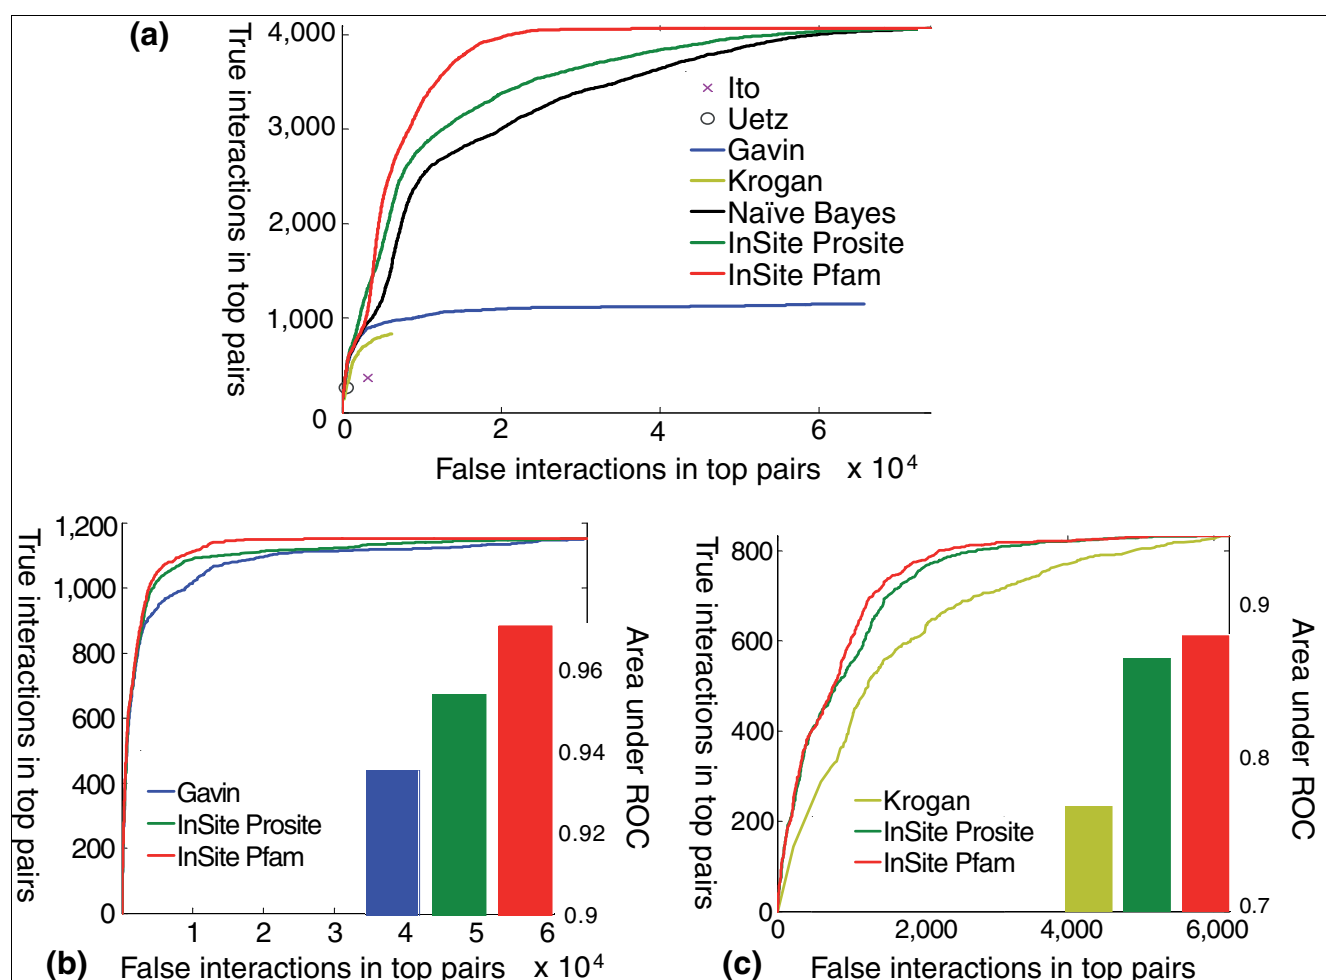 (a)
True interactions in top pairs
4,000
3,000
2,000
1,000
0
0 2 4 6
False interactions in top pairs x 10⁴
× Ito
○ Uetz
Gavin
Krogan
Naïve Bayes
InSite Prosite
InSite Pfam
True interactions in top pairs
1,200
1,000
800
600
400
200
0
Gavin
InSite Prosite
InSite Pfam
0.96
0.94
0.92
0.9
Area under ROC
1 2 3 4 5 6
(b) False interactions in top pairs x 10⁴
True interactions in top pairs
800
600
400
200
0
Krogan
InSite Prosite
InSite Pfam
0.9
0.8
0.7
Area under ROC
0 2,000 4,000 6,000
(c) False interactions in top pairs